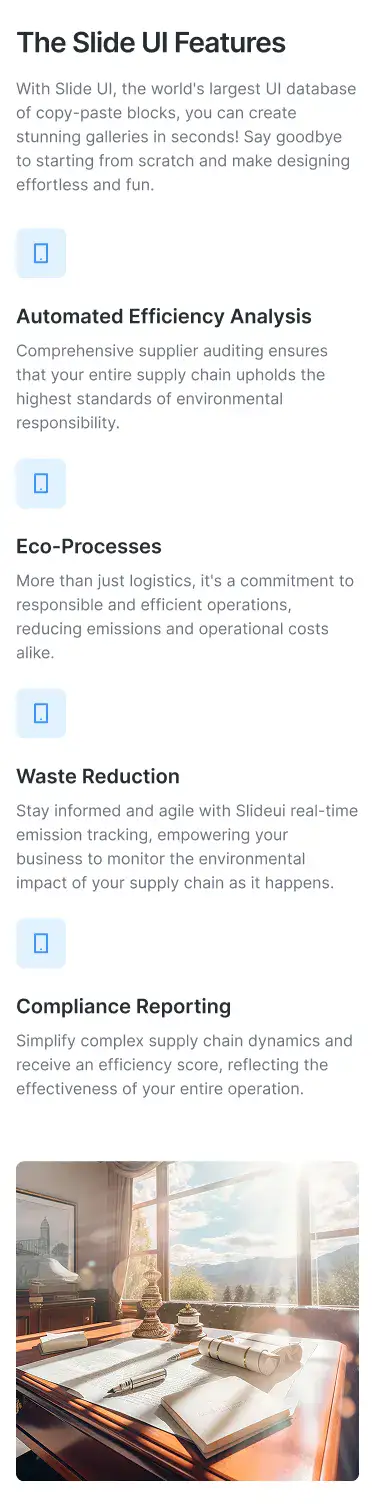 The Slide UI Features
With Slide UI, the world's largest UI database
of copy-paste blocks, you can create
stunning galleries in seconds! Say goodbye
to starting from scratch and make designing
effortless and fun.
Automated Efficiency Analysis
Comprehensive supplier auditing ensures
that your entire supply chain upholds the
highest standards of environmental
responsibility.
Eco-Processes
More than just logistics, it's a commitment to
responsible and efficient operations,
reducing emissions and operational costs
alike.
Waste Reduction
Stay informed and agile with Slideui real-time
emission tracking, empowering your
business to monitor the environmental
impact of your supply chain as it happens.
Compliance Reporting
Simplify complex supply chain dynamics and
receive an efficiency score, reflecting the
effectiveness of your entire operation.